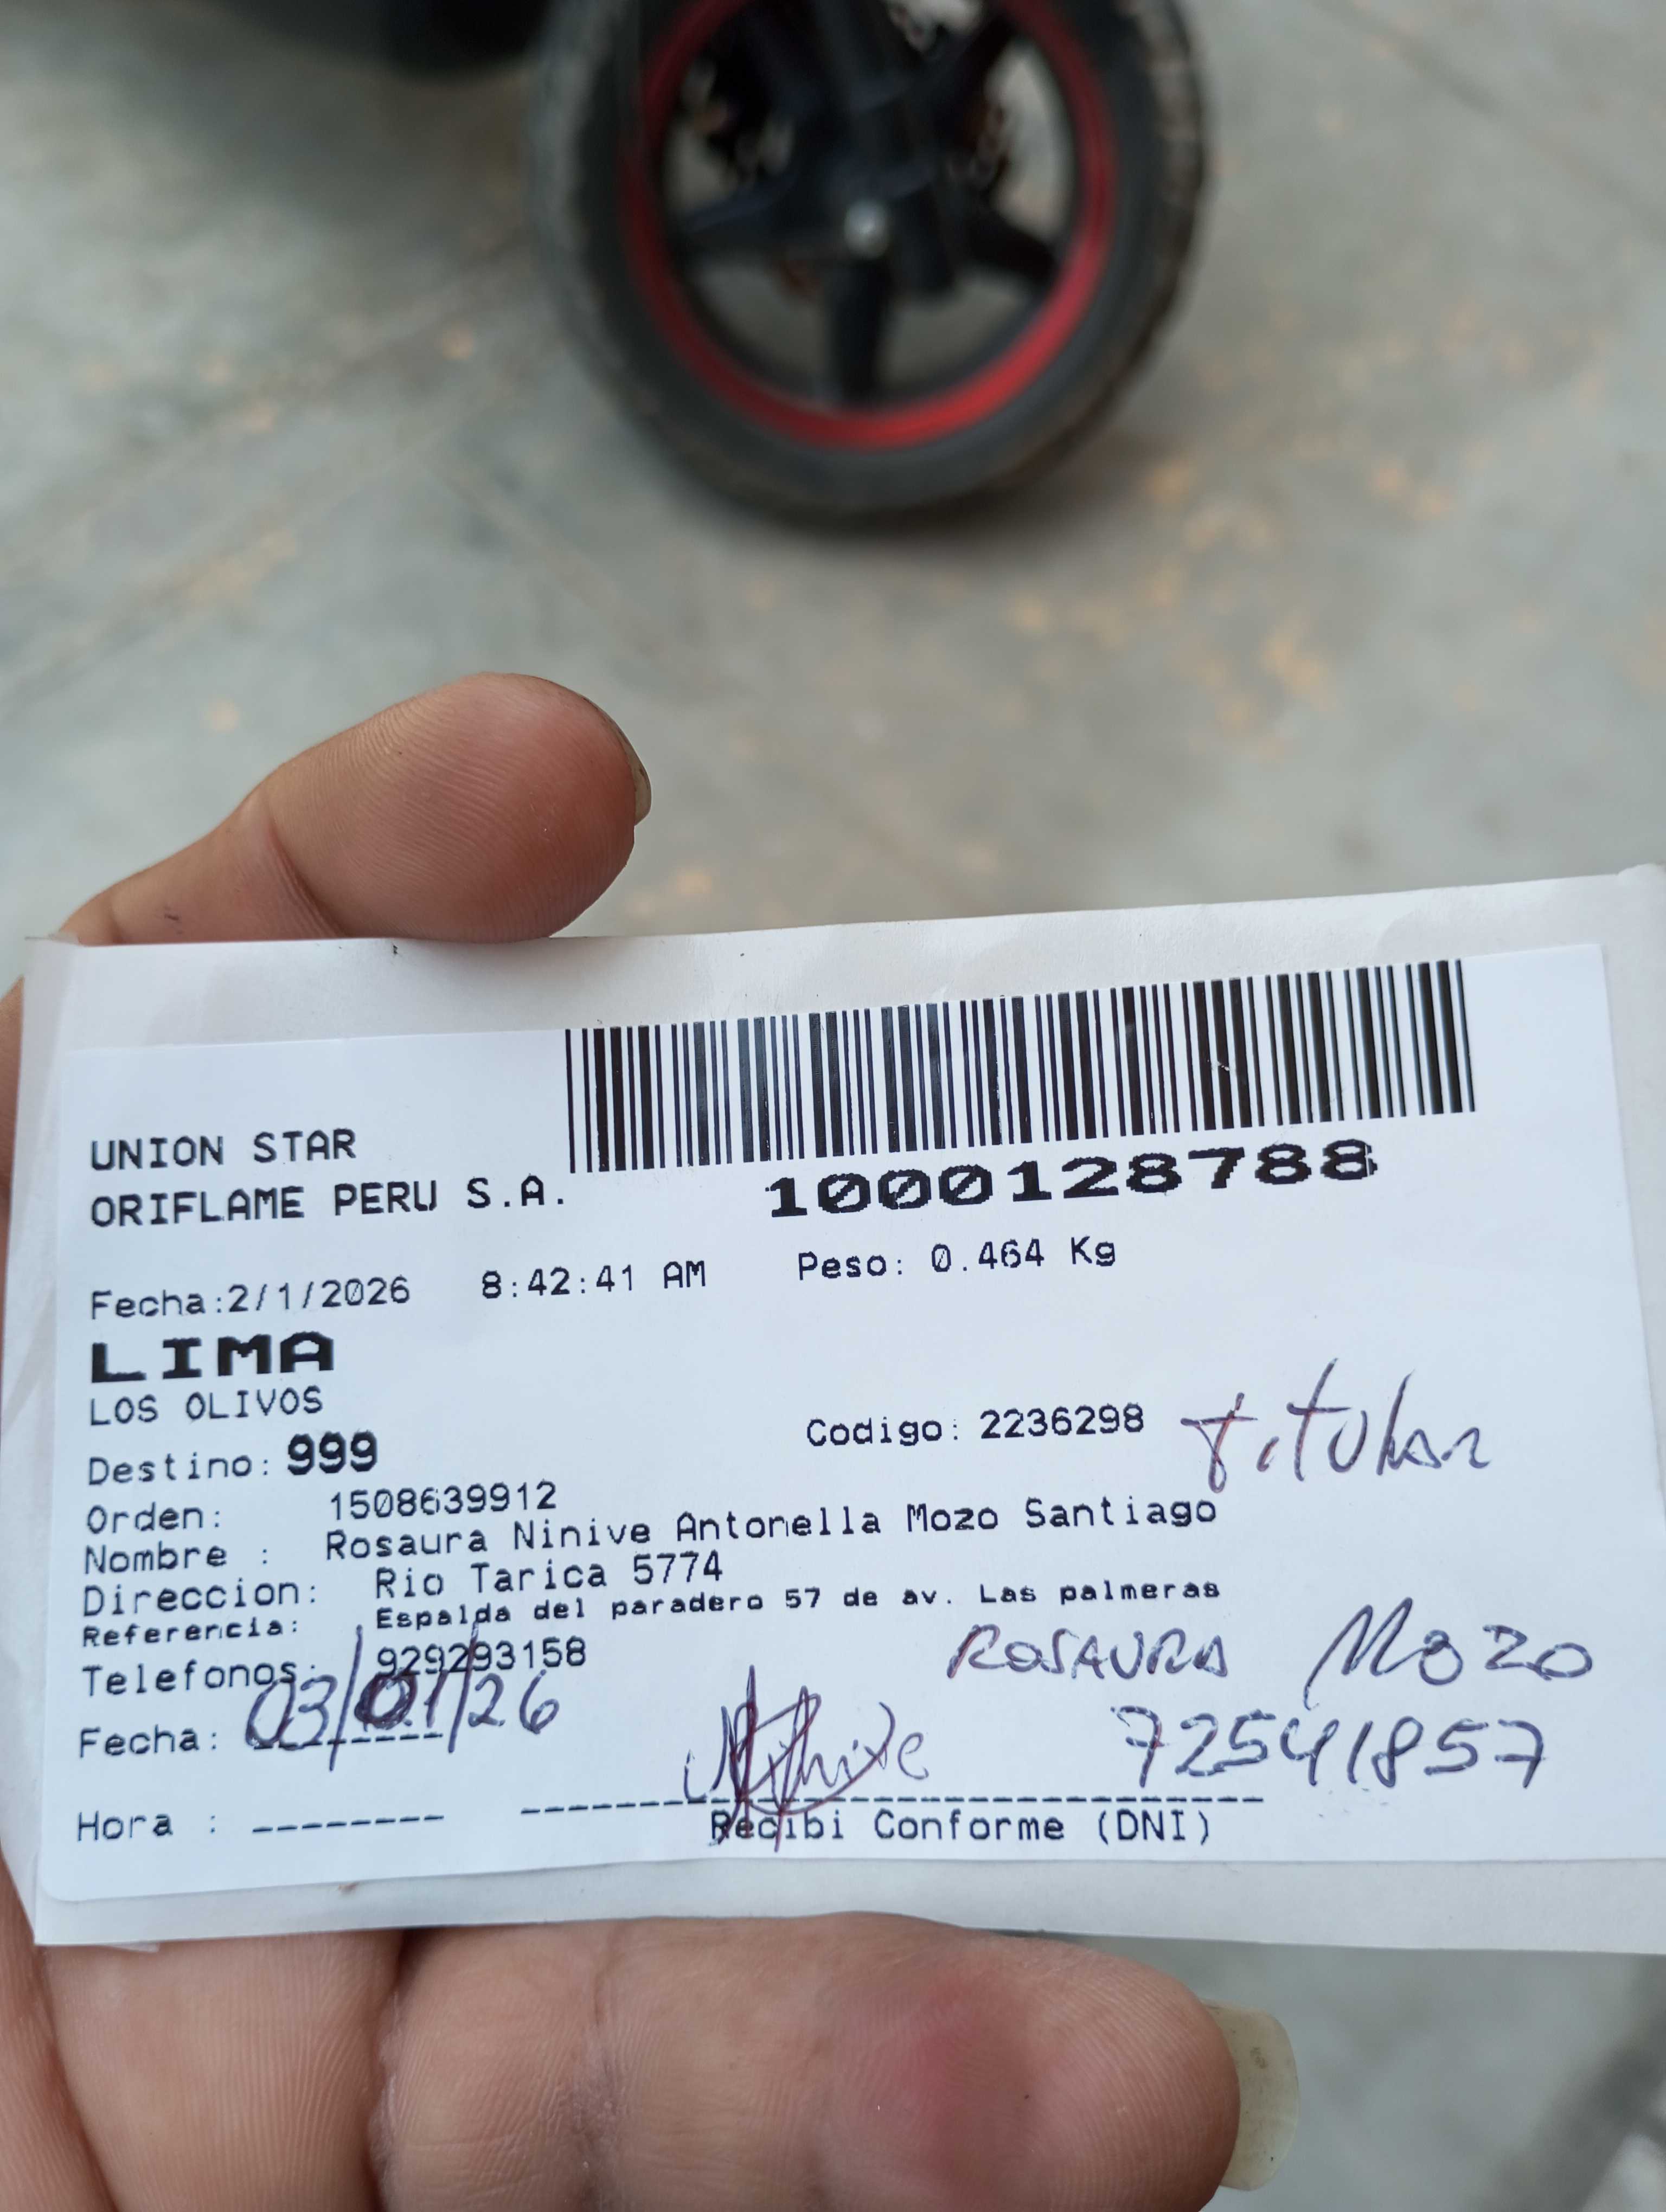 UNION STAR
ORIFLAME PERU S.A.
1000128788
Fecha:2/1/2026 8:42:41 AM Peso: 0.464 Kg
LIMA
LOS OLIVOS
Destino: 999 Codigo: 2236298 titular
Orden: 1508639912
Nombre : Rosaura Ninive Antonella Mozo Santiago
Direccion: Rio Tarica 5774
Referencia: Espalda del paradero 57 de av. Las palmeras
Telefonos: 929293158
ROSAURA Mozo
Fecha: 03/01/26
72541857
Hora :
Recibi Conforme (DNI)